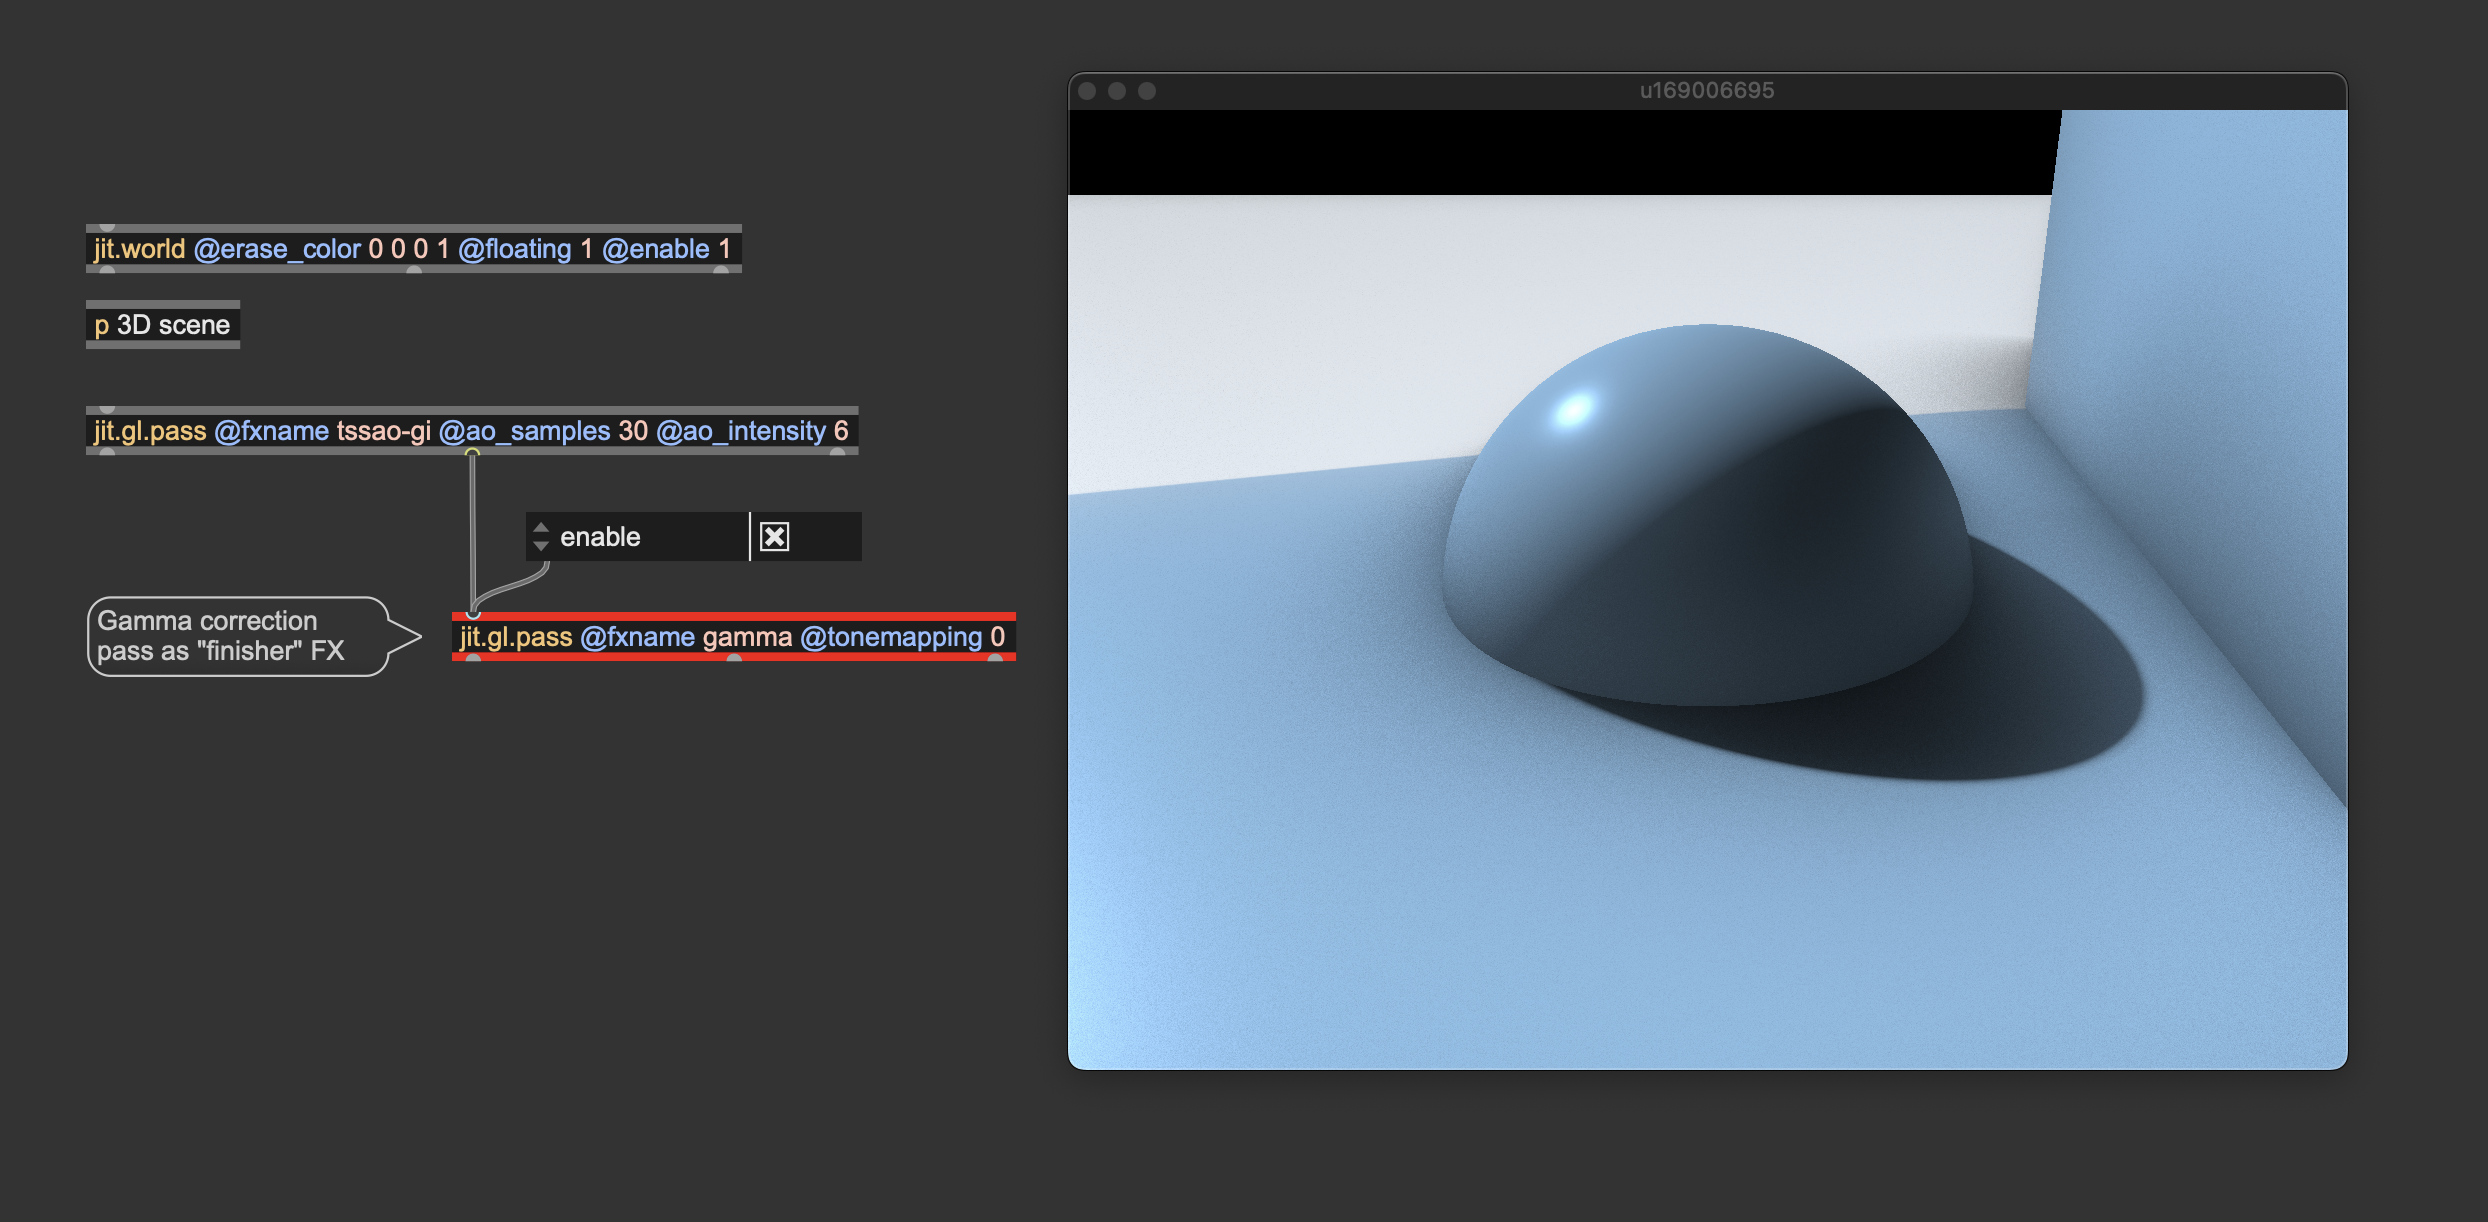 u169006695
jit.world @erase_color 0 0 0 1 @floating 1 @enable 1
p 3D scene
jit.gl.pass @fxname tssao-gi @ao_samples 30 @ao_intensity 6
enable
Gamma correction
pass as "finisher" FX
jit.gl.pass @fxname gamma @tonemapping 0